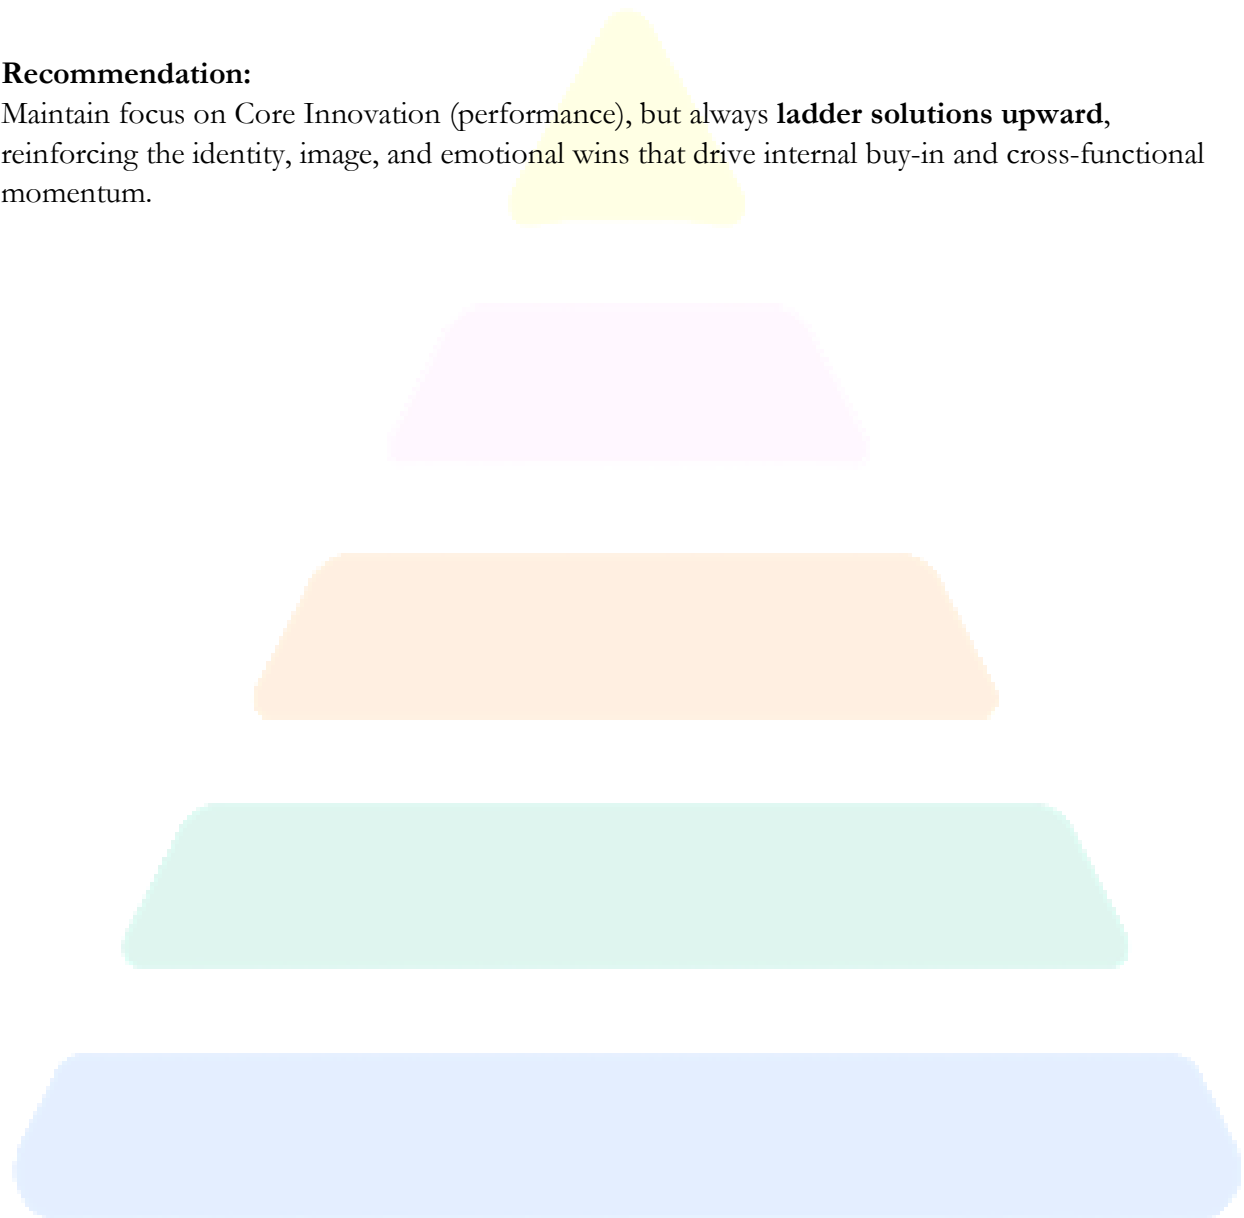 Recommendation:
Maintain focus on Core Innovation (performance), but always ladder solutions upward,
reinforcing the identity, image, and emotional wins that drive internal buy-in and cross-functional
momentum.